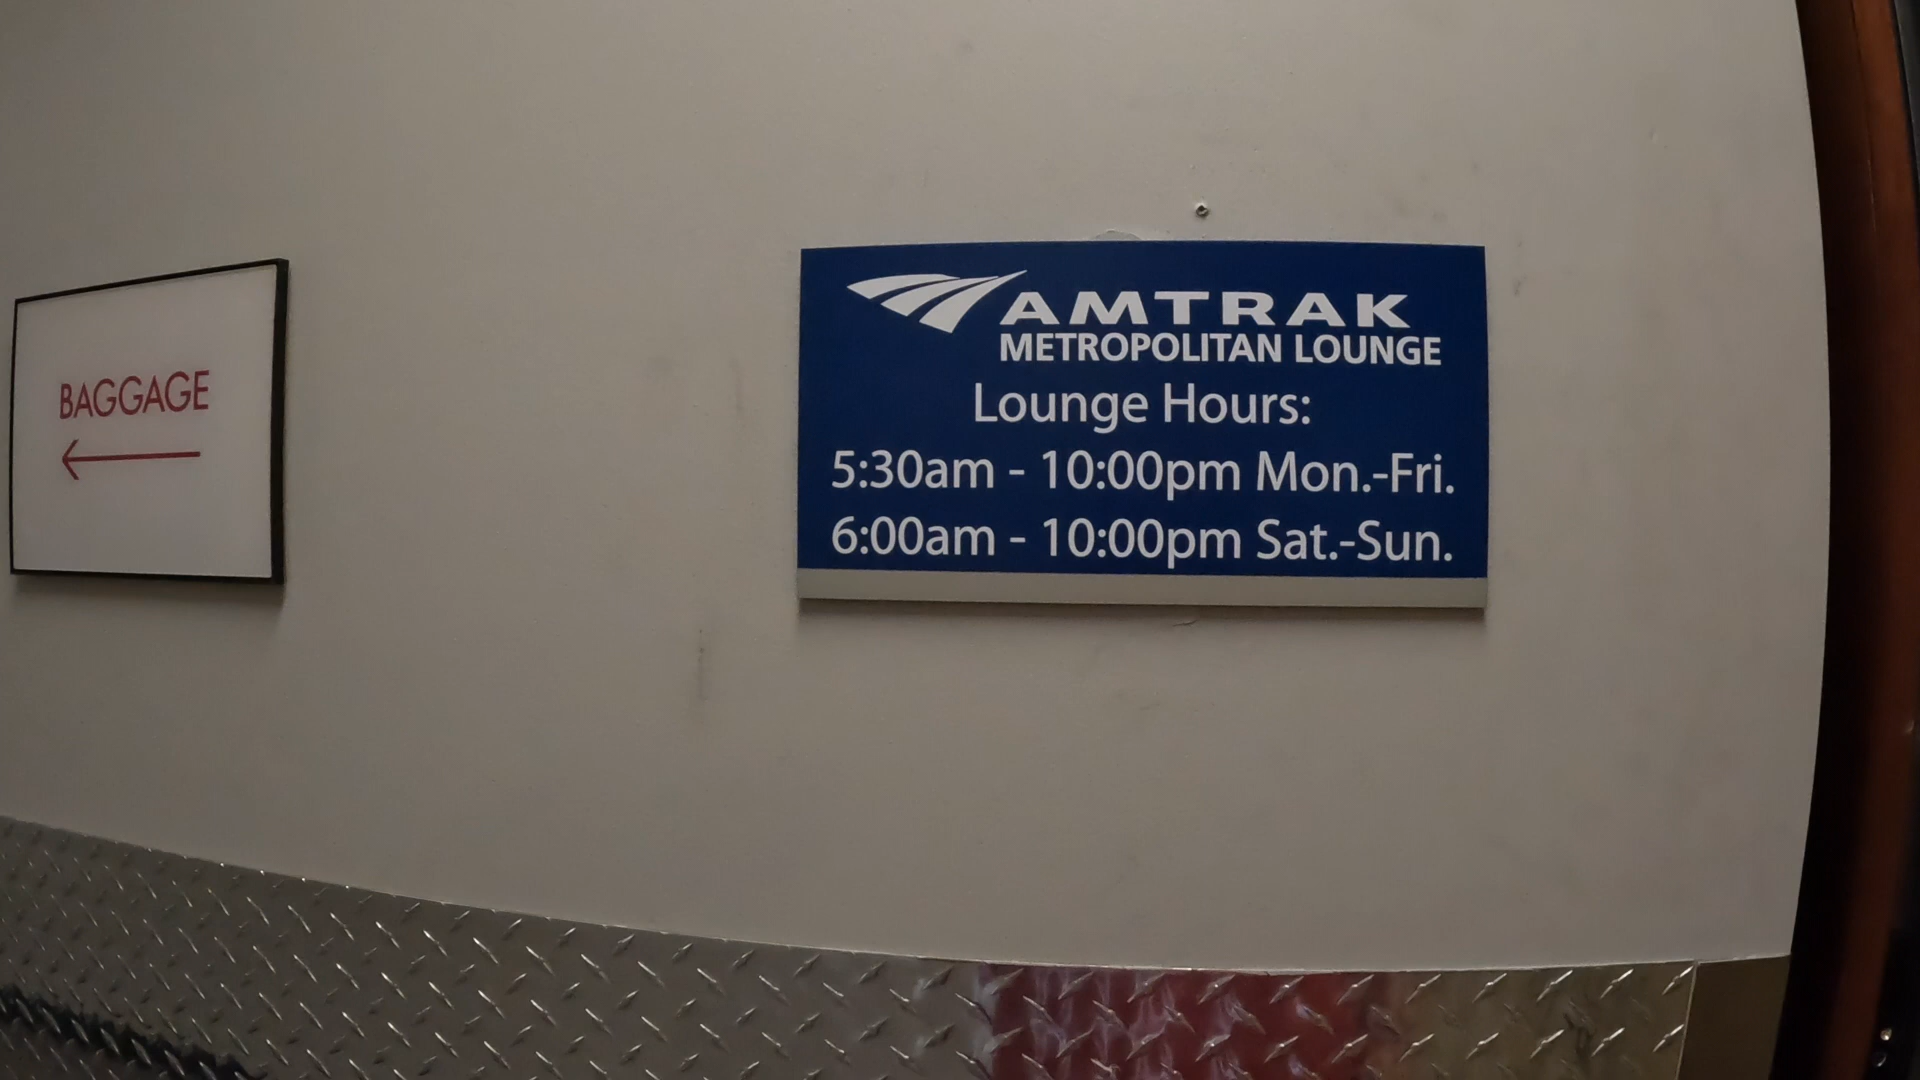 BAGGAGE
AMTRAK
METROPOLITAN LOUNGE
Lounge Hours:
5:30am - 10:00pm Mon.-Fri.
6:00am - 10:00pm Sat.-Sun.